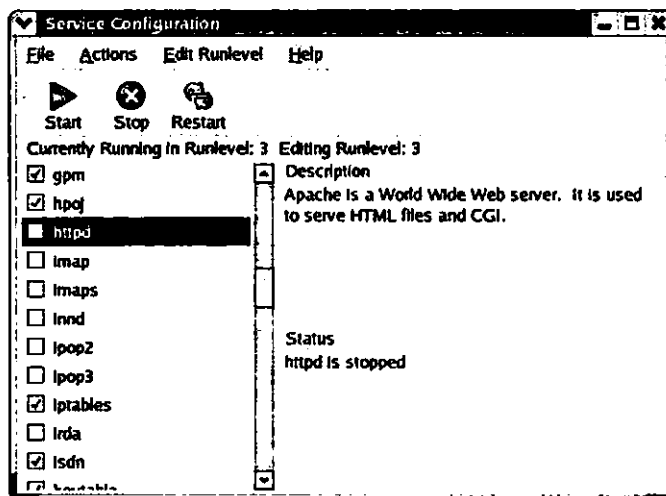 Service Configuration
File Actions Edit Runlevel Help
Start Stop Restart
Currently Running in Runlevel: 3 Editing Runlevel: 3
gpm
hpoj
httpd
imap
imaps
innd
ipop2
ipop3
iptables
irda
isdn
keytable
Description
Apache is a World Wide Web server. It is used
to serve HTML files and CGI.
Status
httpd is stopped